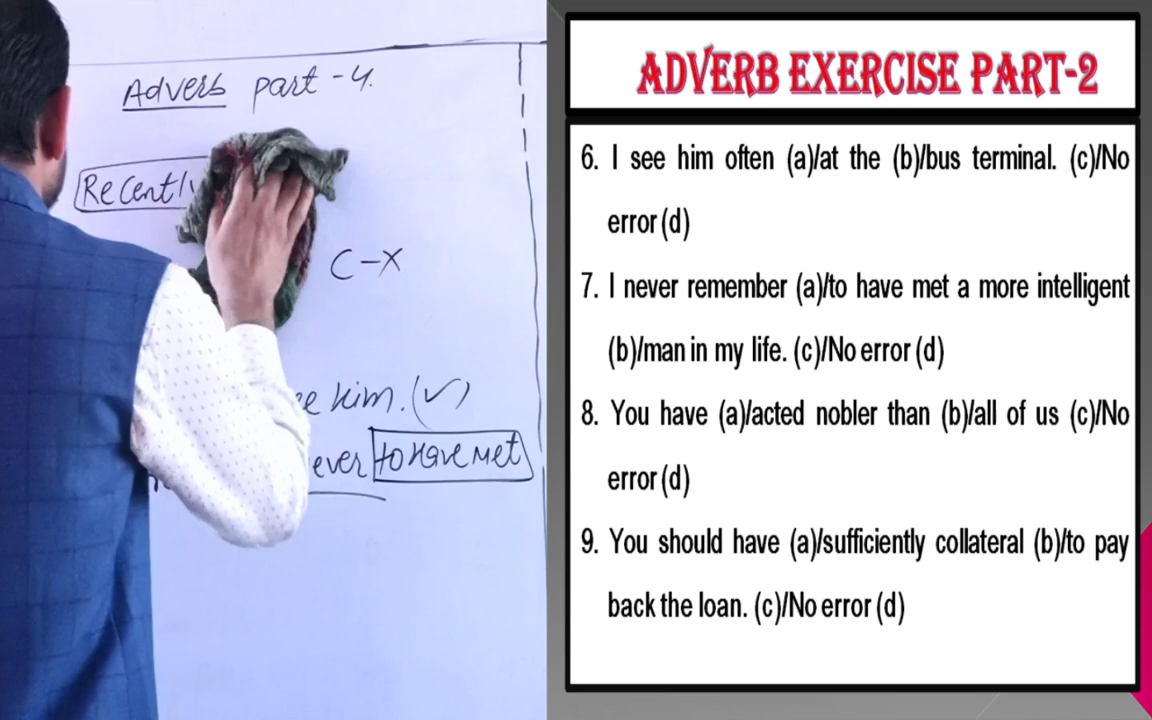 Adverb part-4.
Recently
C-X
ee him. (✓)
ever to Have Met
ADVERB EXERCISE PART-2
6. I see him often (a)/at the (b)/bus terminal. (c)/No
error (d)
7. I never remember (a)/to have met a more intelligent
(b)/man in my life. (c)/No error (d)
8. You have (a)/acted nobler than (b)/all of us (c)/No
error (d)
9. You should have (a)/sufficiently collateral (b)/to pay
back the loan. (c)/No error (d)